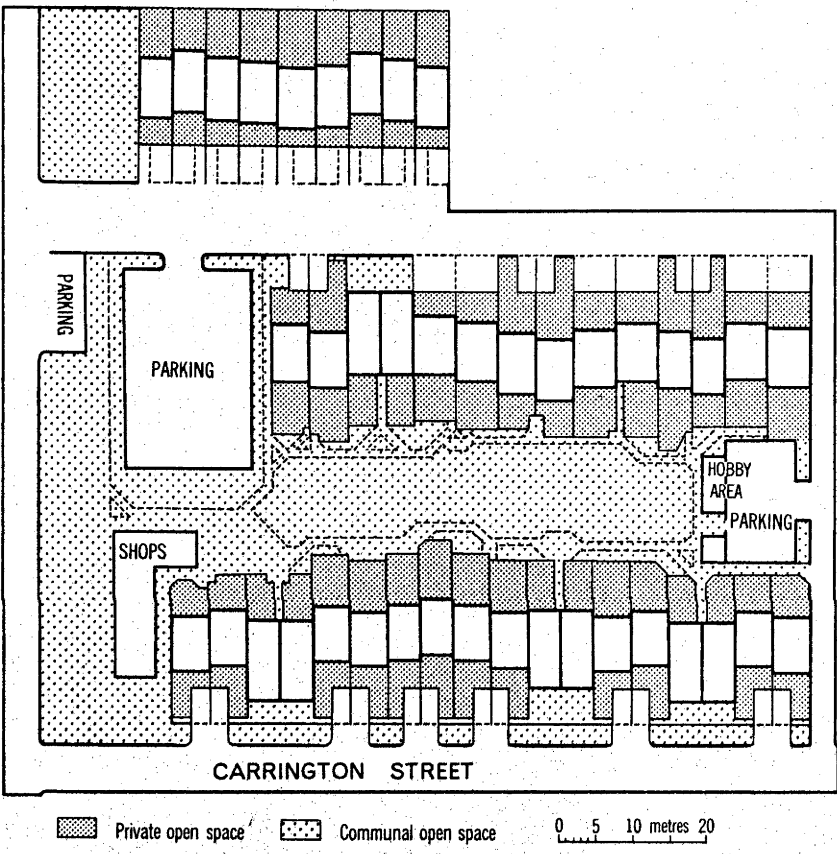 PARKING
PARKING
HOBBY
AREA
PARKING
SHOPS
CARRINGTON STREET
Private open space
Communal open space
0 5 10 metres 20